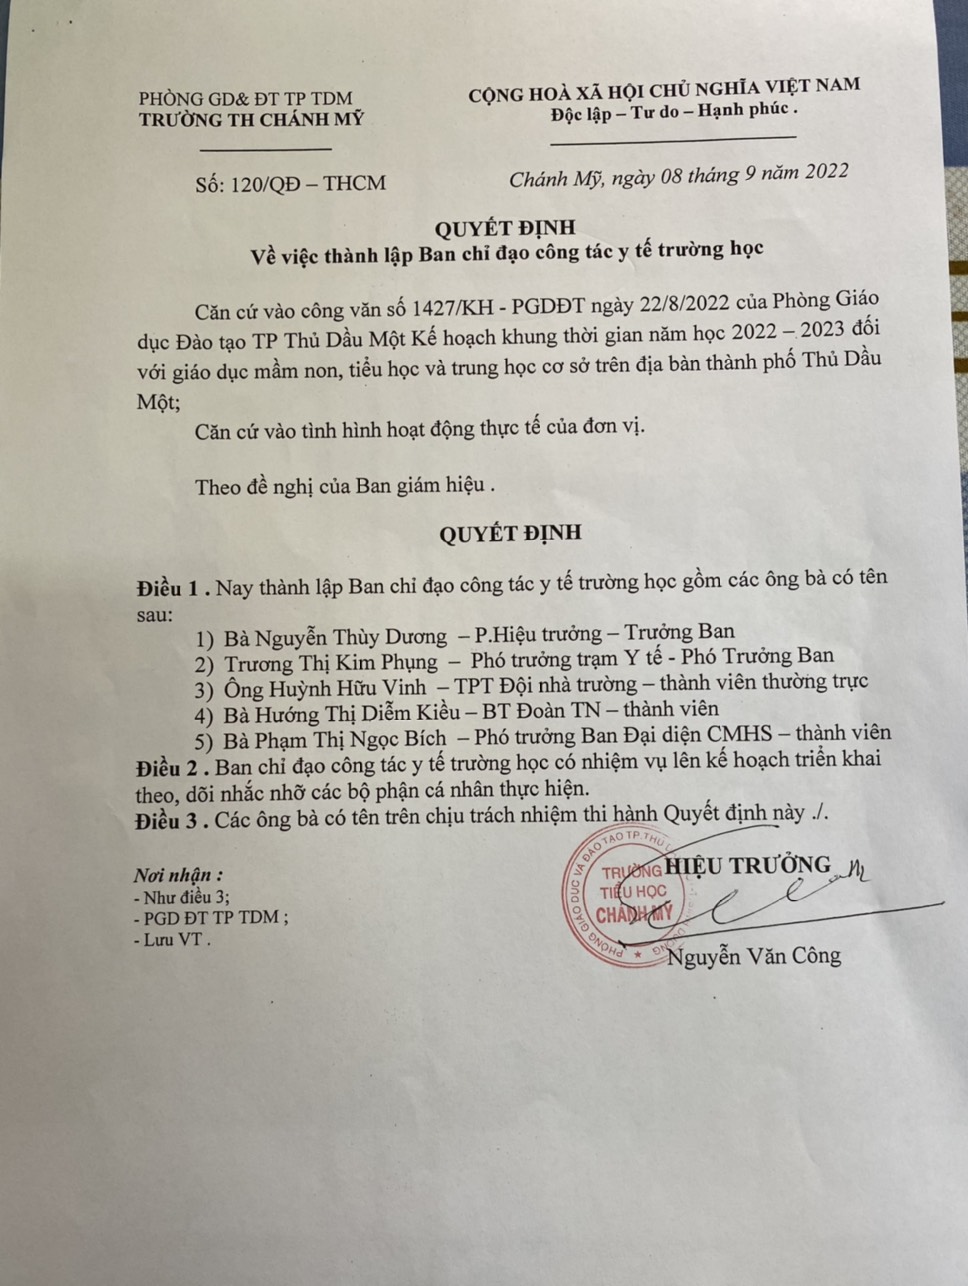 PHÒNG GD& ĐT TP TDM
TRƯỜNG TH CHÁNH MỸ
CỘNG HOÀ XÃ HỘI CHỦ NGHĨA VIỆT NAM
Độc lập – Tư do – Hạnh phúc .
Số: 120/QĐ – THCM
Chánh Mỹ, ngày 08 tháng 9 năm 2022
QUYẾT ĐỊNH
Về việc thành lập Ban chỉ đạo công tác y tế trường học
Căn cứ vào công văn số 1427/KH - PGDĐT ngày 22/8/2022 của Phòng Giáo
dục Đào tạo TP Thủ Dầu Một Kế hoạch khung thời gian năm học 2022 – 2023 đối
với giáo dục mầm non, tiểu học và trung học cơ sở trên địa bàn thành phố Thủ Dầu
Một;
Căn cứ vào tình hình hoạt động thực tế của đơn vị.
Theo đề nghị của Ban giám hiệu .
QUYẾT ĐỊNH
Điều 1 . Nay thành lập Ban chỉ đạo công tác y tế trường học gồm các ông bà có tên
sau:
1) Bà Nguyễn Thùy Dương – P.Hiệu trưởng – Trưởng Ban
2) Trương Thị Kim Phụng – Phó trưởng trạm Y tế - Phó Trưởng Ban
3) Ông Huỳnh Hữu Vinh – TPT Đội nhà trường – thành viên thường trực
4) Bà Hướng Thị Diễm Kiều – BT Đoàn TN – thành viên
5) Bà Phạm Thị Ngọc Bích – Phó trưởng Ban Đại diện CMHS – thành viên
Điều 2 . Ban chỉ đạo công tác y tế trường học có nhiệm vụ lên kế hoạch triển khai
theo, dõi nhắc nhỡ các bộ phận cá nhân thực hiện.
Điều 3 . Các ông bà có tên trên chịu trách nhiệm thi hành Quyết định này ./.
Nơi nhận :
- Như điều 3;
- PGD ĐT TP TDM ;
- Lưu VT .
HIỆU TRƯỞNG
PHÒNG GIÁO DỤC VÀ ĐÀO TẠO TP.THỦ
TRƯỜNG
TIỂU HỌC
CHÁNH MỸ
Nguyễn Văn Công